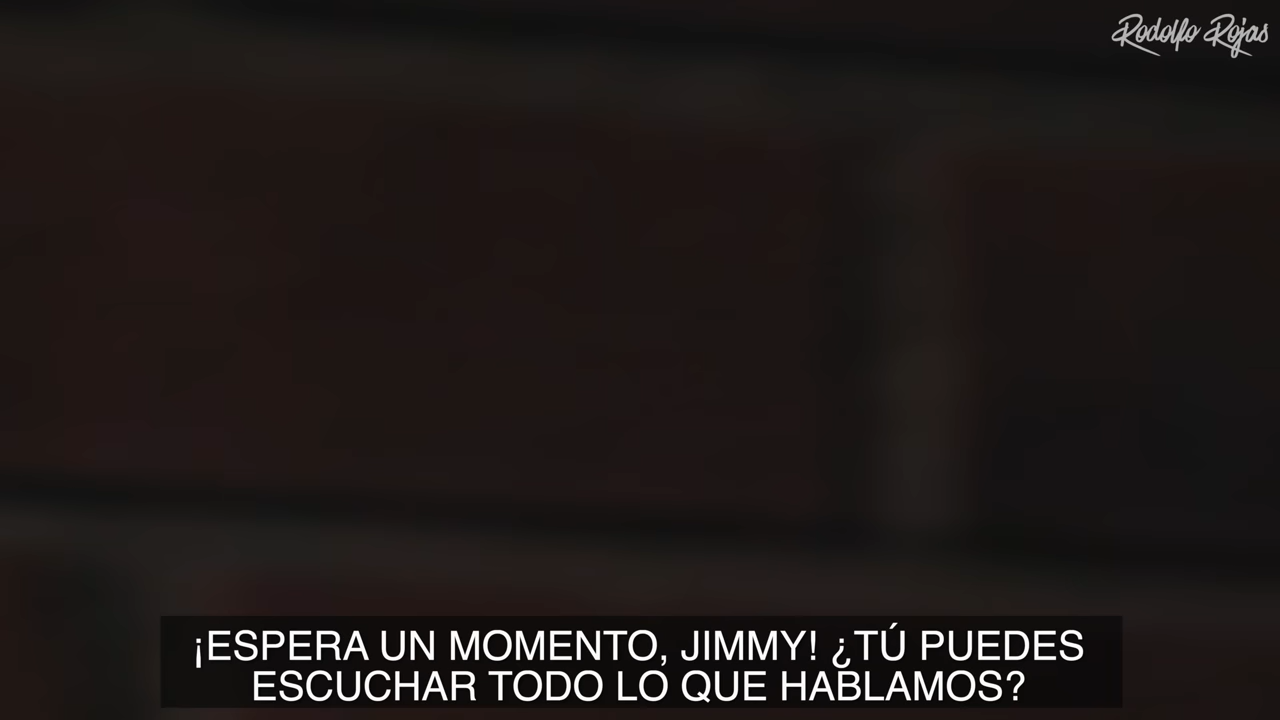 Rodolfo Rojas
¡ESPERA UN MOMENTO, JIMMY! ¿TÚ PUEDES
ESCUCHAR TODO LO QUE HABLAMOS?